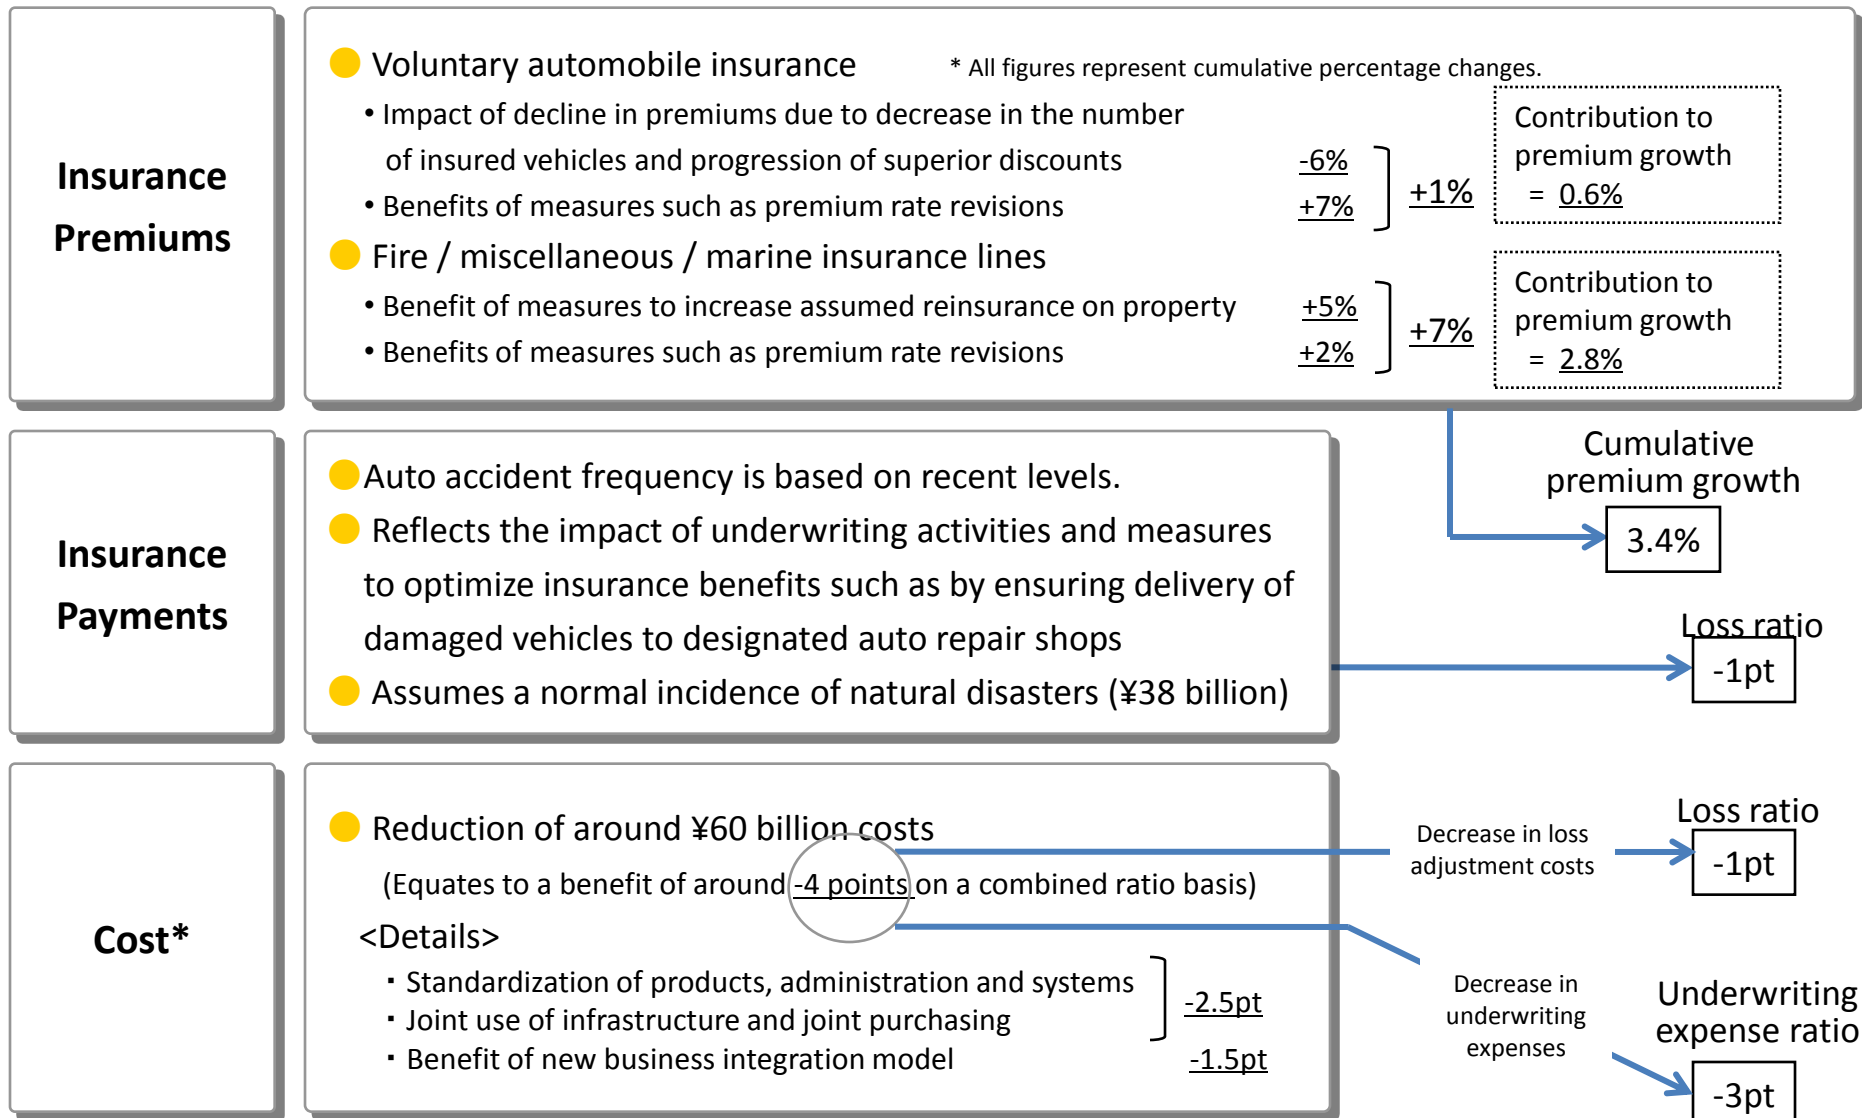 Insurance
Premiums
● Voluntary automobile insurance * All figures represent cumulative percentage changes.
• Impact of decline in premiums due to decrease in the number
of insured vehicles and progression of superior discounts -6%
• Benefits of measures such as premium rate revisions +7%
+1%
Contribution to
premium growth
= 0.6%
● Fire / miscellaneous / marine insurance lines
• Benefit of measures to increase assumed reinsurance on property +5%
• Benefits of measures such as premium rate revisions +2%
+7%
Contribution to
premium growth
= 2.8%
Cumulative
premium growth
3.4%
Insurance
Payments
● Auto accident frequency is based on recent levels.
● Reflects the impact of underwriting activities and measures
to optimize insurance benefits such as by ensuring delivery of
damaged vehicles to designated auto repair shops
● Assumes a normal incidence of natural disasters (¥38 billion)
Loss ratio
-1pt
Cost*
● Reduction of around ¥60 billion costs
(Equates to a benefit of around -4 points on a combined ratio basis)
<Details>
・Standardization of products, administration and systems
・Joint use of infrastructure and joint purchasing
-2.5pt
・Benefit of new business integration model -1.5pt
Decrease in loss
adjustment costs
Loss ratio
-1pt
Decrease in
underwriting
expenses
Underwriting
expense ratio
-3pt